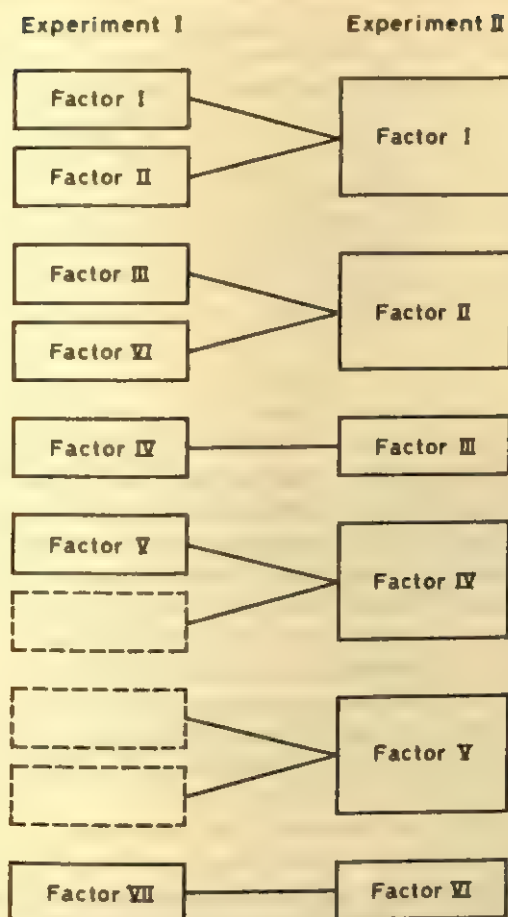 Experiment I Experiment II
Factor I
Factor I
Factor II
Factor III
Factor II
Factor VI
Factor IV Factor III
Factor V
Factor IV
Factor V
Factor VII Factor VI